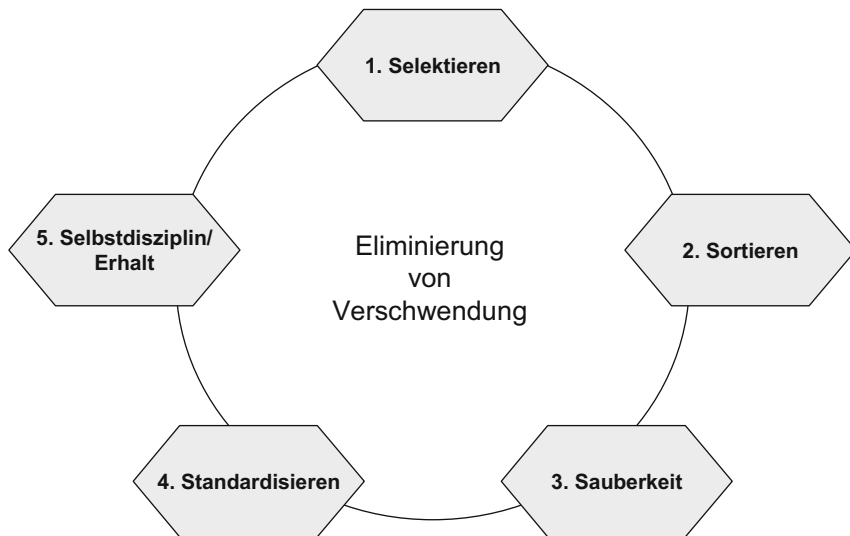 1. Selektieren
2. Sortieren
3. Sauberkeit
4. Standardisieren
5. Selbstdisziplin/
Erhalt
Eliminierung
von
Verschwendung